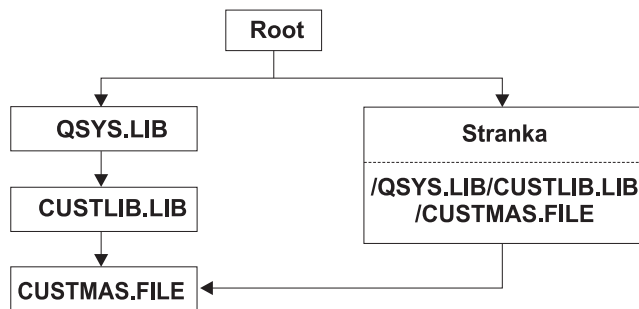 Root
QSYS.LIB
CUSTLIB.LIB
CUSTMAS.FILE
Stranka
/QSYS.LIB/CUSTLIB.LIB
/CUSTMAS.FILE